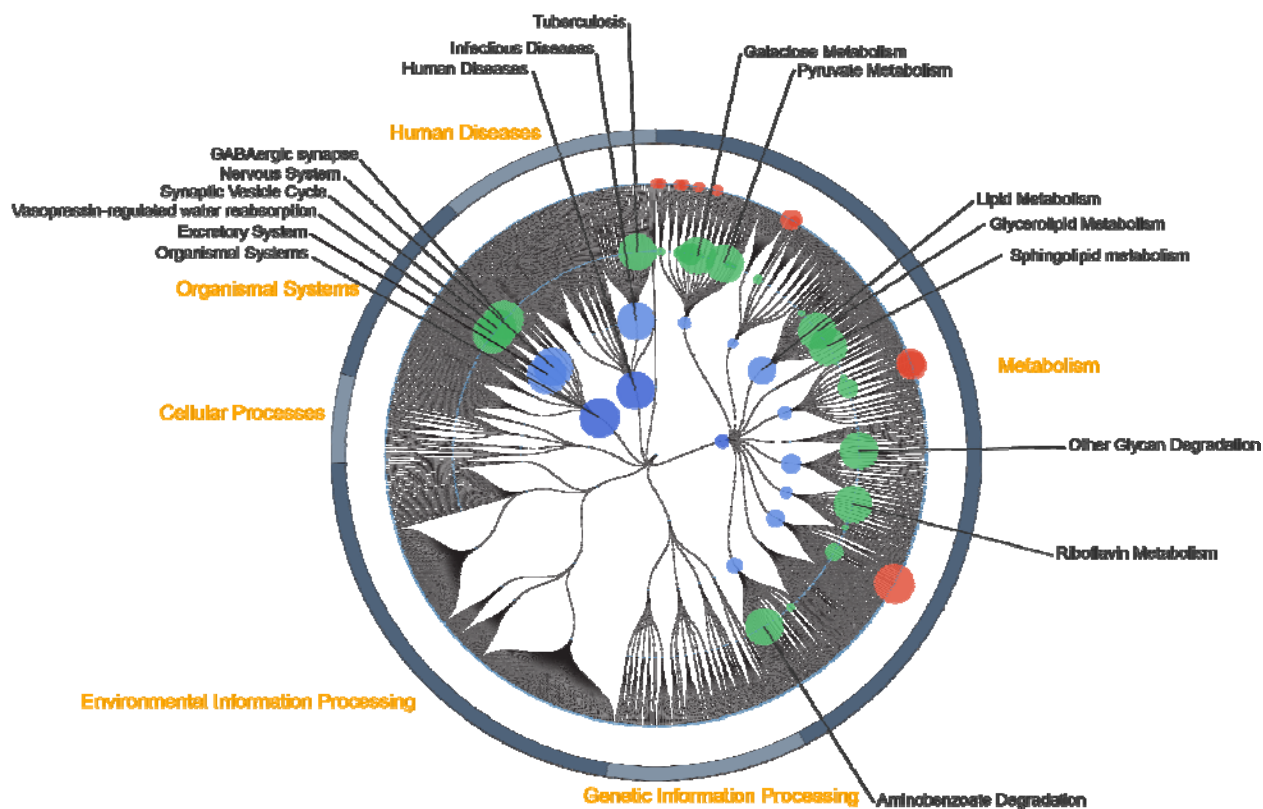 Tuberculosis
Infectious Diseases
Human Diseases
Galactose Metabolism
Pyruvate Metabolism
Human Diseases
GABAergic synapse
Nervous System
Synaptic Vesicle Cycle
Vasopressin-regulated water reabsorption
Excretory System
Organismal Systems
Organismal Systems
Lipid Metabolism
Glycerolipid Metabolism
Sphingolipid metabolism
Metabolism
Cellular Processes
Other Glycan Degradation
Riboflavin Metabolism
Environmental Information Processing
Genetic Information Processing
Aminobenzoate Degradation